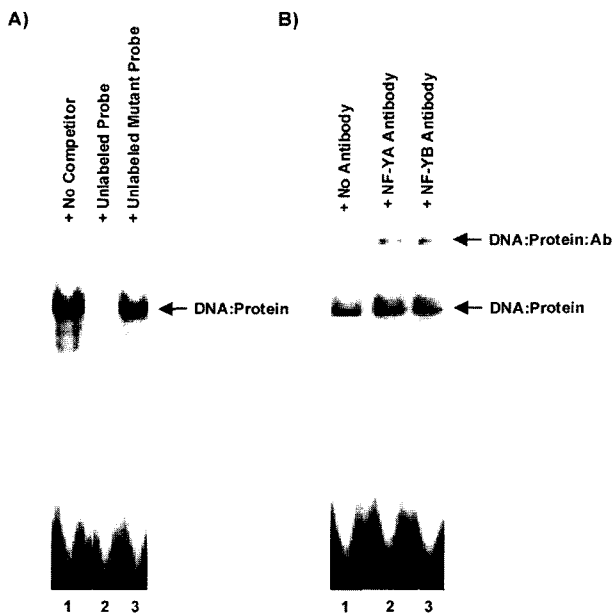 A)
+ No Competitor
+ Unlabeled Probe
+ Unlabeled Mutant Probe
DNA:Protein
1 2 3
B)
+ No Antibody
+ NF-YA Antibody
+ NF-YB Antibody
DNA:Protein:Ab
DNA:Protein
1 2 3